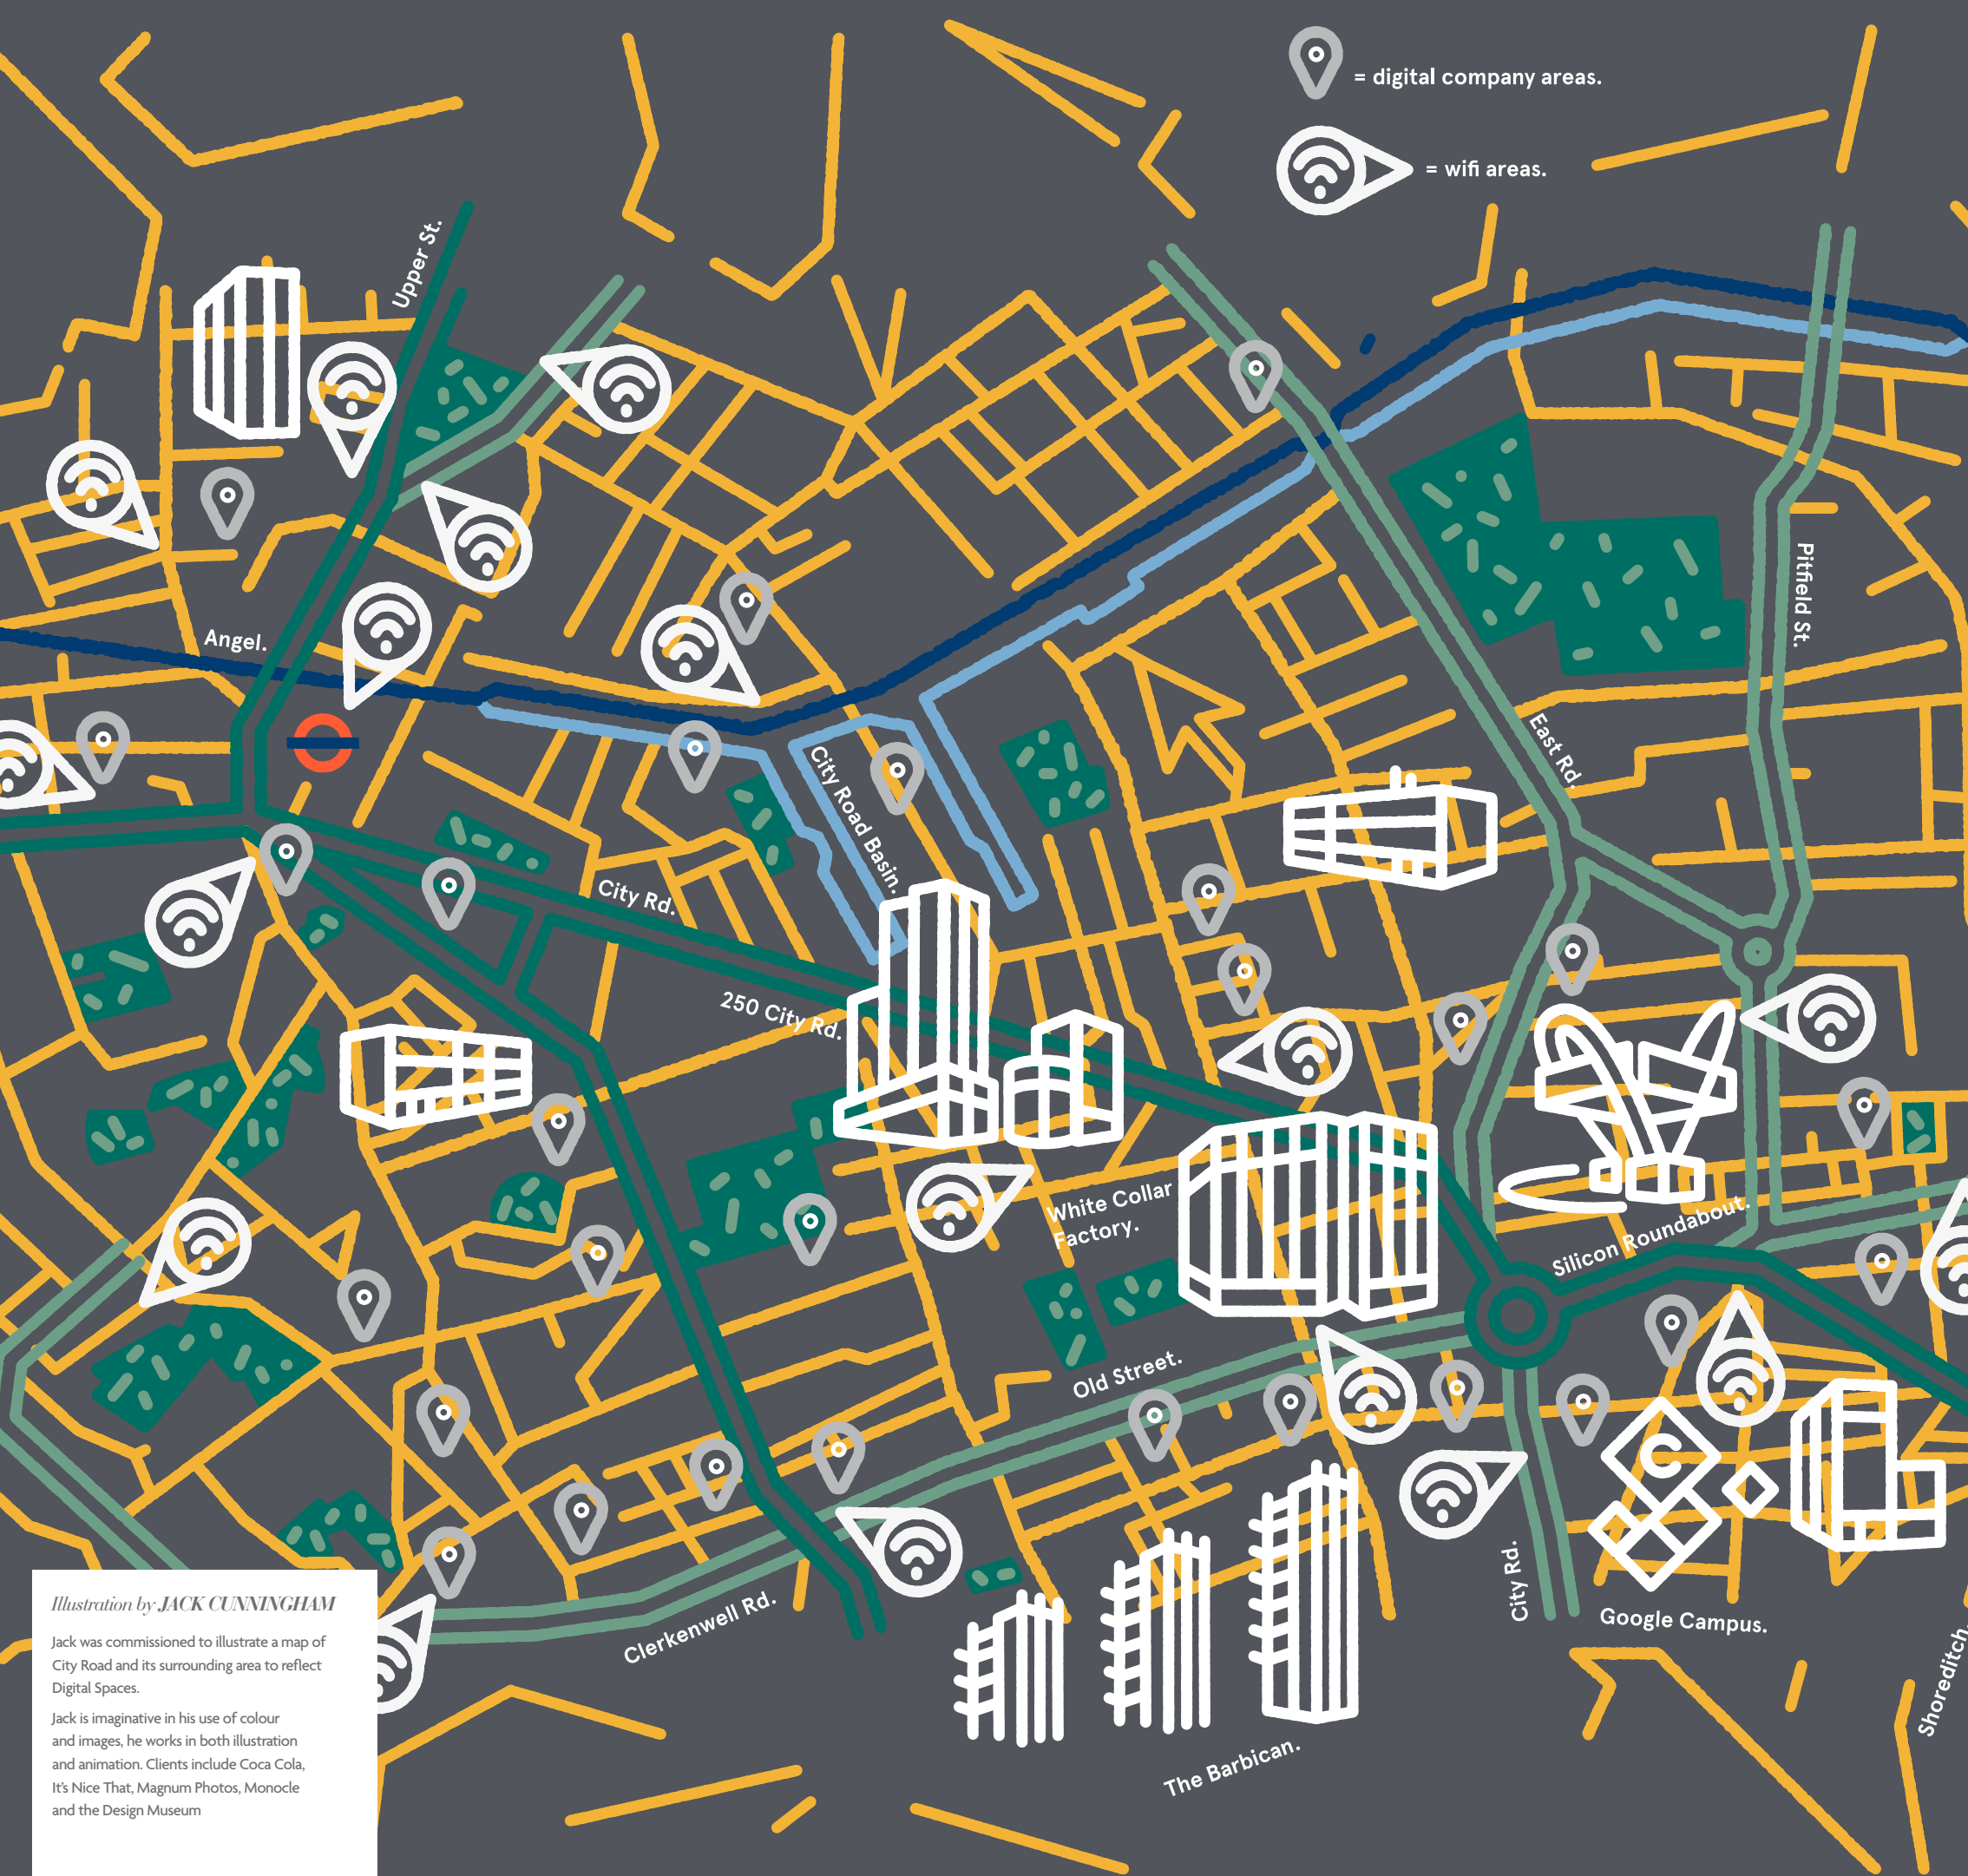 = digital company areas.
= wifi areas.
Upper St.
Angel.
Pitfield St.
East Rd.
City Road Basin.
City Rd.
250 City Rd.
White Collar
Factory.
Silicon Roundabout.
Old Street.
City Rd.
Clerkenwell Rd.
Google Campus.
Shoreditch.
The Barbican.
Illustration by JACK CUNNINGHAM
Jack was commissioned to illustrate a map of
City Road and its surrounding area to reflect
Digital Spaces.
Jack is imaginative in his use of colour
and images, he works in both illustration
and animation. Clients include Coca Cola,
It's Nice That, Magnum Photos, Monocle
and the Design Museum